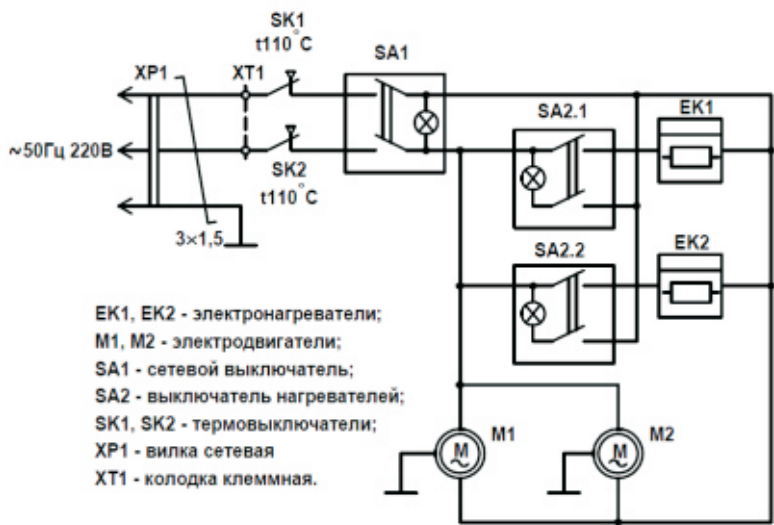 SK1
t110°C
SA1
XP1
XT1
SA2.1
EK1
~50Гц 220В
SK2
t110°C
3×1,5
SA2.2
EK2
EK1, EK2 - электронагреватели;
M1, M2 - электродвигатели;
SA1 - сетевой выключатель;
SA2 - выключатель нагревателей;
SK1, SK2 - термовыключатели;
XP1 - вилка сетевая
XT1 - колодка клеммная.
M1
M2
M
M